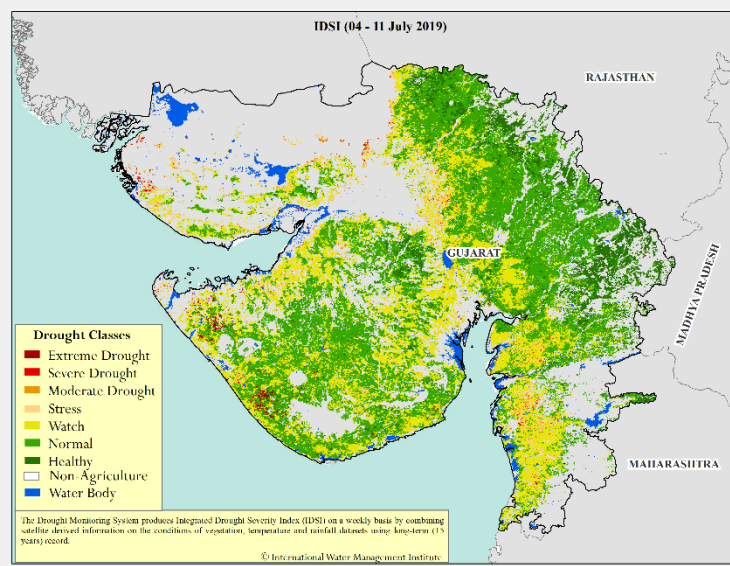 IDSI (04 - 11 July 2019)
RAJASTHAN
GUJARAT
MADHYA PRADESH
MAHARASHTRA
Drought Classes
Extreme Drought
Severe Drought
Moderate Drought
Stress
Watch
Normal
Healthy
Non-Agriculture
Water Body
The Drought Monitoring System produces Integrated Drought Severity Index (IDSI) on a weekly basis by combining
satellite derived information on the conditions of vegetation, temperature and rainfall datasets using long-term (15
years) record.
© International Water Management Institute